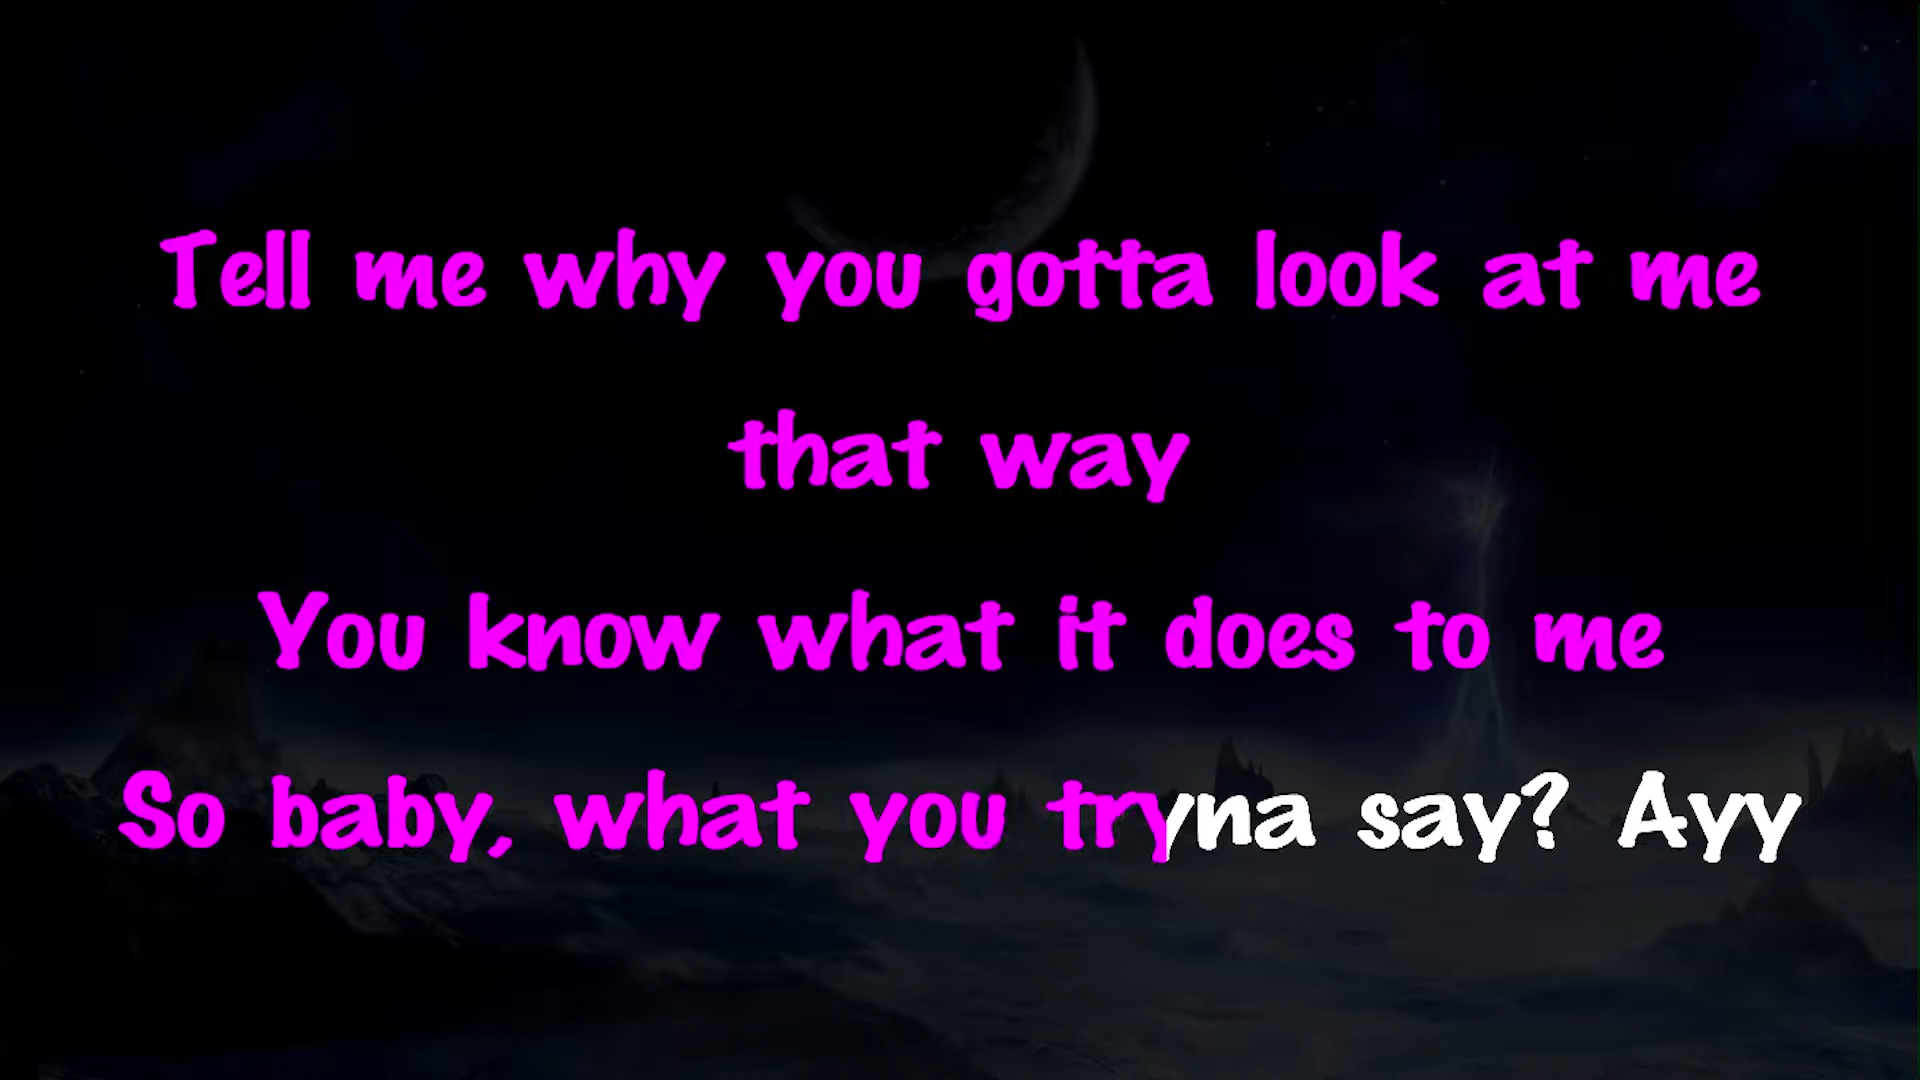 Tell me why you gotta look at me
that way
You know what it does to me
So baby, what you tryna say? Ayy